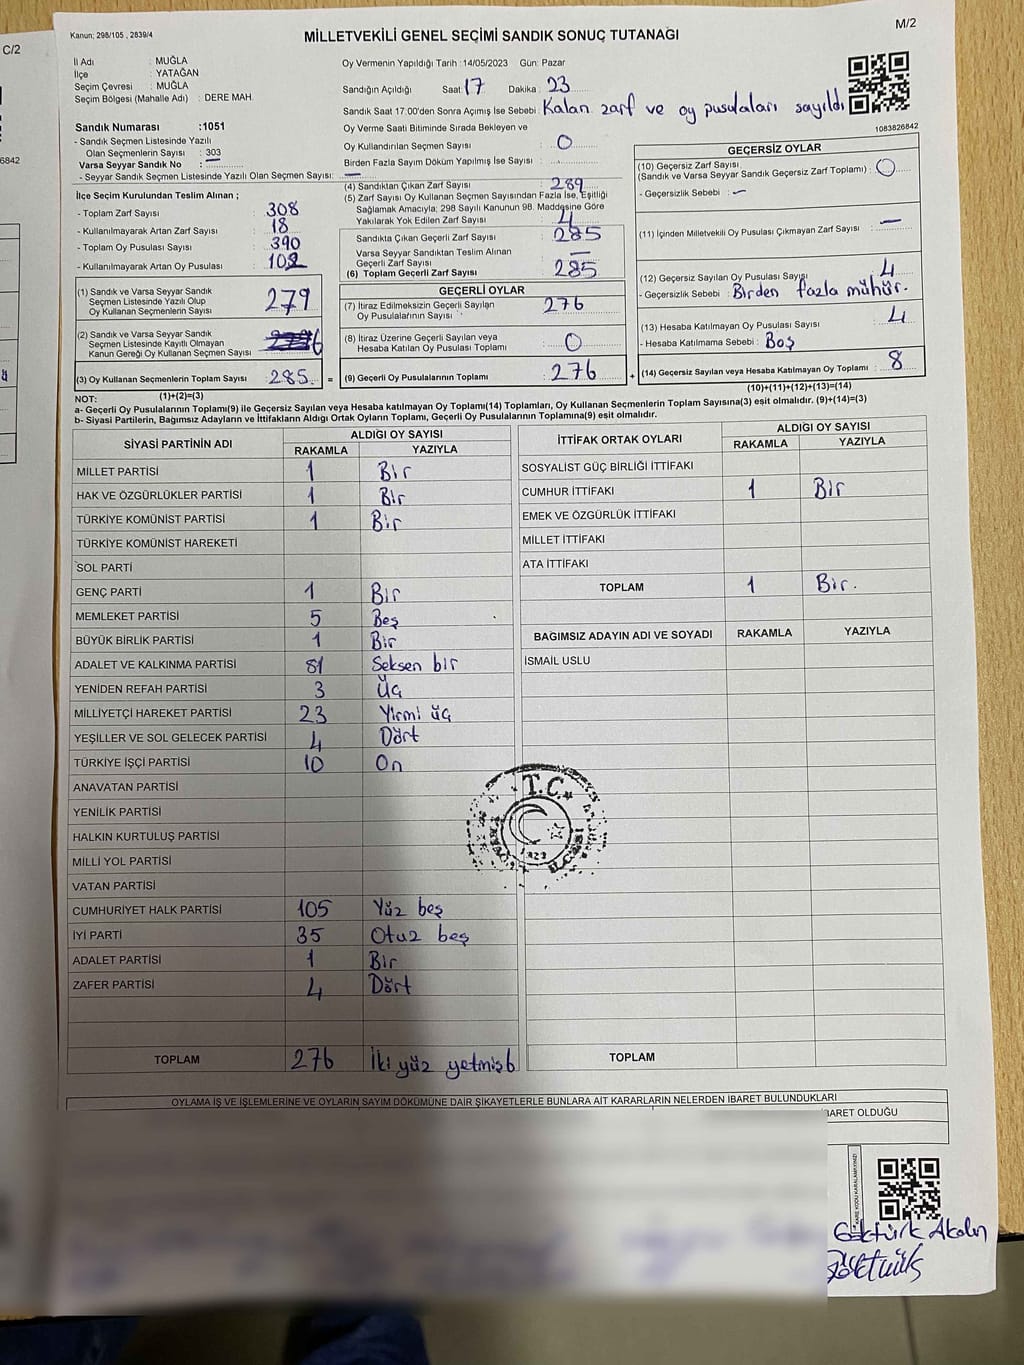 C/2
M/2
Kanun; 298/105 , 2839/4
MİLLETVEKİLİ GENEL SEÇİMİ SANDIK SONUÇ TUTANAĞI
İl Adı : MUĞLA
İlçe : YATAĞAN
Seçim Çevresi : MUĞLA
Seçim Bölgesi (Mahalle Adı) : DERE MAH.
Oy Vermenin Yapıldığı Tarih :14/05/2023 Gün: Pazar
Sandığın Açıldığı Saat: 17 Dakika: 23
Sandık Saat 17:00'den Sonra Açımış İse Sebebi: Kalan zarf ve oy pusulaları sayıldı
1083826842
6842
Sandık Numarası :1051
- Sandık Seçmen Listesinde Yazılı
Olan Seçmenlerin Sayısı : 303
Varsa Seyyar Sandık No :
- Seyyar Sandık Seçmen Listesinde Yazılı Olan Seçmen Sayısı: —
Oy Verme Saati Bitiminde Sırada Bekleyen ve
Oy Kullandırılan Seçmen Sayısı : 0
Birden Fazla Sayım Döküm Yapılmış İse Sayısı :
İlçe Seçim Kurulundan Teslim Alınan ;
- Toplam Zarf Sayısı : 308
- Kullanılmayarak Artan Zarf Sayısı : 18
- Toplam Oy Pusulası Sayısı : 390
- Kullanılmayarak Artan Oy Pusulası : 102
(4) Sandıktan Çıkan Zarf Sayısı : 289
(5) Zarf Sayısı Oy Kullanan Seçmen Sayısından Fazla İse, Eşitliği
Sağlamak Amacıyla; 298 Sayılı Kanunun 98. Maddesine Göre
Yakılarak Yok Edilen Zarf Sayısı : 4
Sandıkta Çıkan Geçerli Zarf Sayısı : 285
Varsa Seyyar Sandıktan Teslim Alınan
Geçerli Zarf Sayısı : —
(6) Toplam Geçerli Zarf Sayısı : 285
GEÇERSİZ OYLAR
(10) Geçersiz Zarf Sayısı
(Sandık ve Varsa Seyyar Sandık Geçersiz Zarf Toplamı) : 0
- Geçersizlik Sebebi : —
(11) İçinden Milletvekili Oy Pusulası Çıkmayan Zarf Sayısı : —
(12) Geçersiz Sayılan Oy Pusulası Sayısı : 4
- Geçersizlik Sebebi : Birden fazla mühür.
(13) Hesaba Katılmayan Oy Pusulası Sayısı : 4
- Hesaba Katılmama Sebebi : Boş
(14) Geçersiz Sayılan veya Hesaba Katılmayan Oy Toplamı : 8
(10)+(11)+(12)+(13)=(14)
(1) Sandık ve Varsa Seyyar Sandık
Seçmen Listesinde Yazılı Olup
Oy Kullanan Seçmenlerin Sayısı : 279
(2) Sandık ve Varsa Seyyar Sandık
Seçmen Listesinde Kayıtlı Olmayan
Kanun Gereği Oy Kullanan Seçmen Sayısı : 6
(3) Oy Kullanan Seçmenlerin Toplam Sayısı : 285 =
(1)+(2)=(3)
GEÇERLİ OYLAR
(7) İtiraz Edilmeksizin Geçerli Sayılan
Oy Pusulalarının Sayısı : 276
(8) İtiraz Üzerine Geçerli Sayılan veya
Hesaba Katılan Oy Pusulası Toplamı : 0
(9) Geçerli Oy Pusulalarının Toplamı : 276 +
NOT:
a- Geçerli Oy Pusulalarının Toplamı(9) ile Geçersiz Sayılan veya Hesaba katılmayan Oy Toplamı(14) Toplamları, Oy Kullanan Seçmenlerin Toplam Sayısına(3) eşit olmalıdır. (9)+(14)=(3)
b- Siyasi Partilerin, Bağımsız Adayların ve İttifakların Aldığı Ortak Oyların Toplamı, Geçerli Oy Pusulalarının Toplamına(9) eşit olmalıdır.
SİYASİ PARTİNİN ADI ALDIĞI OY SAYISI
RAKAMLA YAZIYLA
MİLLET PARTİSİ 1 Bir
HAK VE ÖZGÜRLÜKLER PARTİSİ 1 Bir
TÜRKİYE KOMÜNİST PARTİSİ 1 Bir
TÜRKİYE KOMÜNİST HAREKETİ
SOL PARTİ
GENÇ PARTİ 1 Bir
MEMLEKET PARTİSİ 5 Beş
BÜYÜK BİRLİK PARTİSİ 1 Bir
ADALET VE KALKINMA PARTİSİ 81 Seksen bir
YENİDEN REFAH PARTİSİ 3 Üç
MİLLİYETÇİ HAREKET PARTİSİ 23 Yirmi üç
YEŞİLLER VE SOL GELECEK PARTİSİ 4 Dört
TÜRKİYE İŞÇİ PARTİSİ 10 On
ANAVATAN PARTİSİ
YENİLİK PARTİSİ
HALKIN KURTULUŞ PARTİSİ
MİLLİ YOL PARTİSİ
VATAN PARTİSİ
CUMHURİYET HALK PARTİSİ 105 Yüz beş
İYİ PARTİ 35 Otuz beş
ADALET PARTİSİ 1 Bir
ZAFER PARTİSİ 4 Dört
TOPLAM 276 İki yüz yetmiş 6
İTTİFAK ORTAK OYLARI ALDIĞI OY SAYISI
RAKAMLA YAZIYLA
SOSYALİST GÜÇ BİRLİĞİ İTTİFAKI
CUMHUR İTTİFAKI 1 Bir
EMEK VE ÖZGÜRLÜK İTTİFAKI
MİLLET İTTİFAKI
ATA İTTİFAKI
TOPLAM 1 Bir.
BAĞIMSIZ ADAYIN ADI VE SOYADI RAKAMLA YAZIYLA
İSMAİL USLU
T.C.
1923
TOPLAM
OYLAMA İŞ VE İŞLEMLERİNE VE OYLARIN SAYIM DÖKÜMÜNE DAİR ŞİKAYETLERLE BUNLARA AİT KARARLARIN NELERDEN İBARET BULUNDUKLARI
İBARET OLDUĞU
KARE KODU KARALAMAYINIZ!
Göktürk Akalın